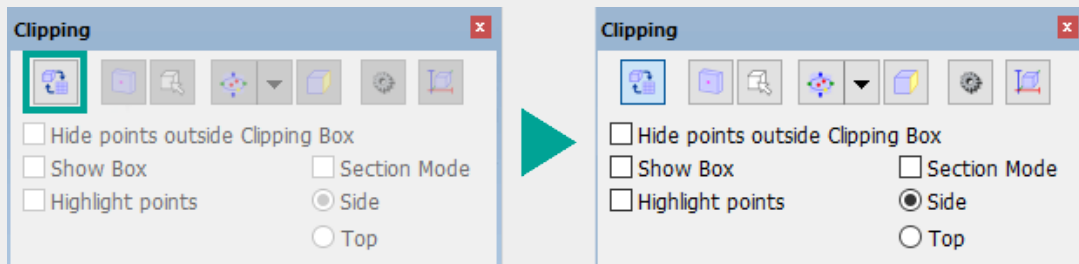 Clipping
Hide points outside Clipping Box
Show Box
Section Mode
Highlight points
Side
Top
Clipping
Hide points outside Clipping Box
Show Box
Section Mode
Highlight points
Side
Top